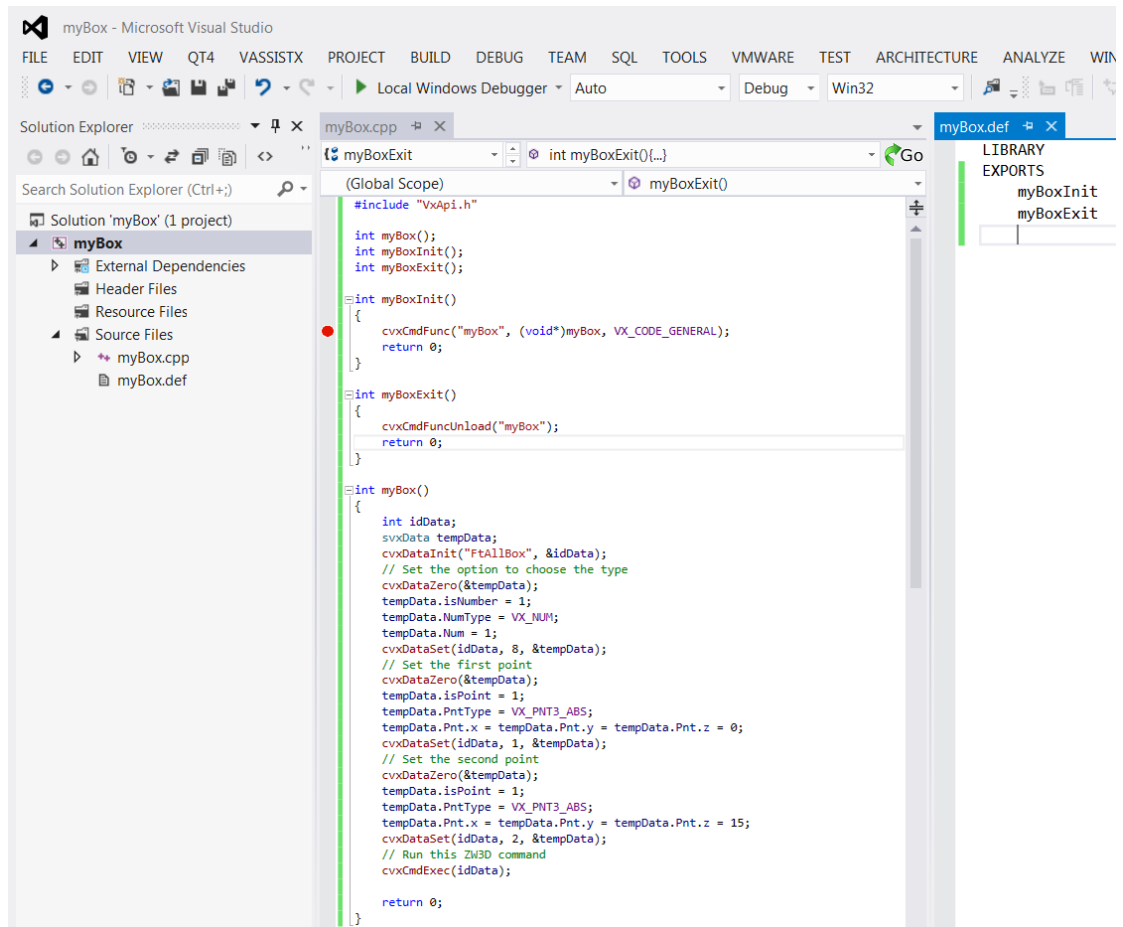 myBox - Microsoft Visual Studio
FILE EDIT VIEW QT4 VASSISTX PROJECT BUILD DEBUG TEAM SQL TOOLS VMWARE TEST ARCHITECTURE ANALYZE WIN
Local Windows Debugger Auto Debug Win32
Solution Explorer
Search Solution Explorer (Ctrl+;)
Solution 'myBox' (1 project)
myBox
External Dependencies
Header Files
Resource Files
Source Files
myBox.cpp
myBox.def
myBox.cpp
myBoxExit int myBoxExit(){...} Go
(Global Scope) myBoxExit()
#include "VxApi.h"
int myBox();
int myBoxInit();
int myBoxExit();
int myBoxInit()
{
cvxCmdFunc("myBox", (void*)myBox, VX_CODE_GENERAL);
return 0;
}
int myBoxExit()
{
cvxCmdFuncUnload("myBox");
return 0;
}
int myBox()
{
int idData;
svxData tempData;
cvxDataInit("FtAllBox", &idData);
// Set the option to choose the type
cvxDataZero(&tempData);
tempData.isNumber = 1;
tempData.NumType = VX_NUM;
tempData.Num = 1;
cvxDataSet(idData, 8, &tempData);
// Set the first point
cvxDataZero(&tempData);
tempData.isPoint = 1;
tempData.PntType = VX_PNT3_ABS;
tempData.Pnt.x = tempData.Pnt.y = tempData.Pnt.z = 0;
cvxDataSet(idData, 1, &tempData);
// Set the second point
cvxDataZero(&tempData);
tempData.isPoint = 1;
tempData.PntType = VX_PNT3_ABS;
tempData.Pnt.x = tempData.Pnt.y = tempData.Pnt.z = 15;
cvxDataSet(idData, 2, &tempData);
// Run this ZW3D command
cvxCmdExec(idData);
return 0;
}
myBox.def
LIBRARY
EXPORTS
myBoxInit
myBoxExit